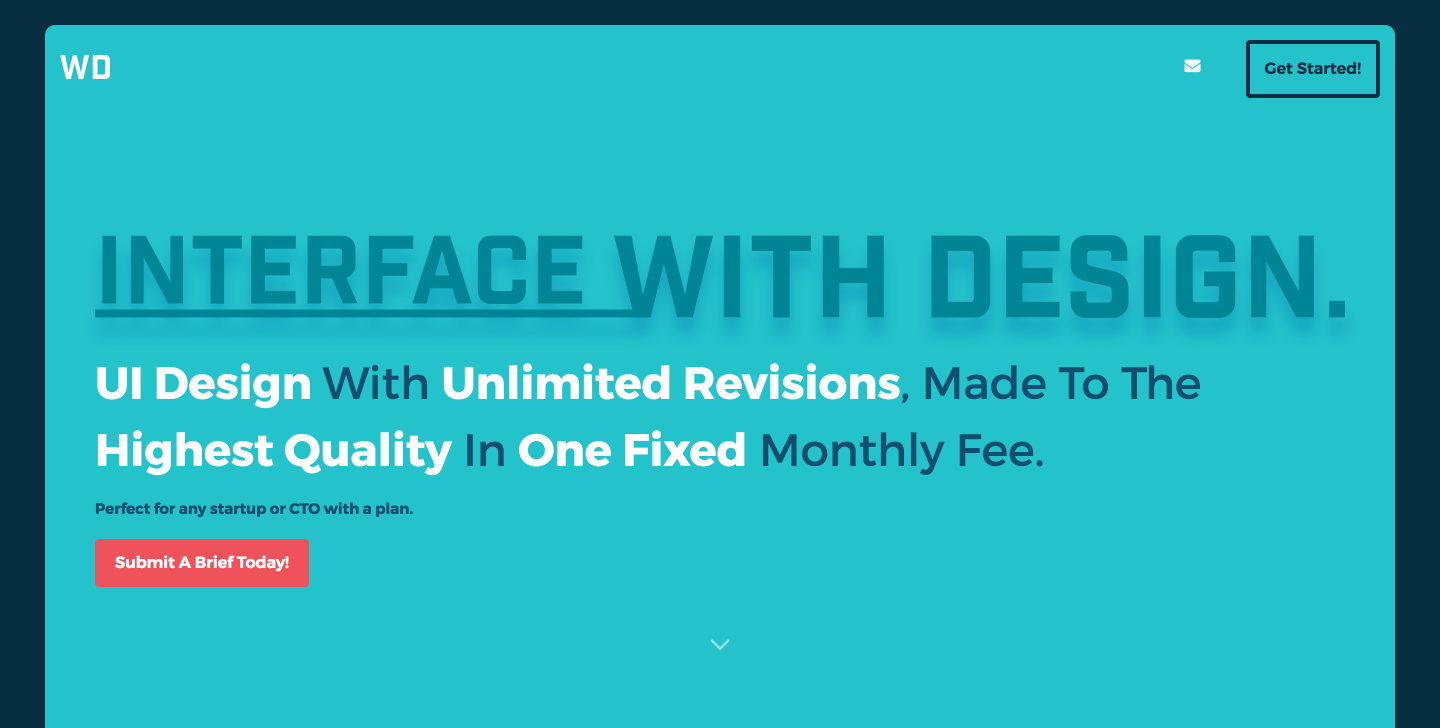 WD
Get Started!
INTERFACE WITH DESIGN.
UI Design With Unlimited Revisions, Made To The
Highest Quality In One Fixed Monthly Fee.
Perfect for any startup or CTO with a plan.
Submit A Brief Today!